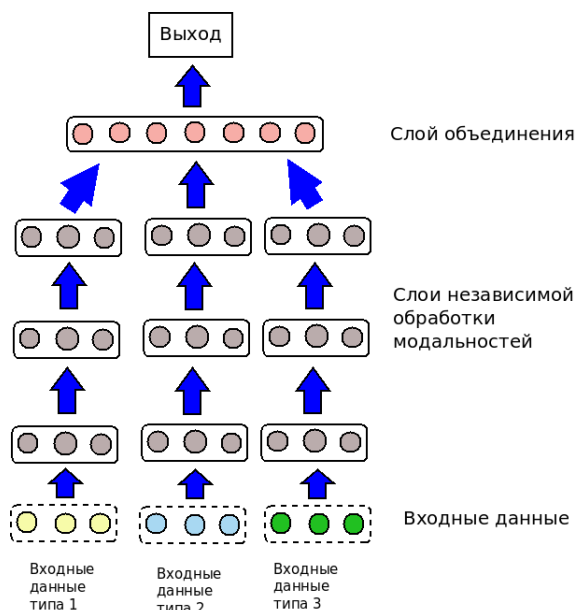 Выход
Слой объединения
Слои независимой
обработки
модальностей
Входные данные
Входные
данные
типа 1
Входные
данные
типа 2
Входные
данные
типа 3